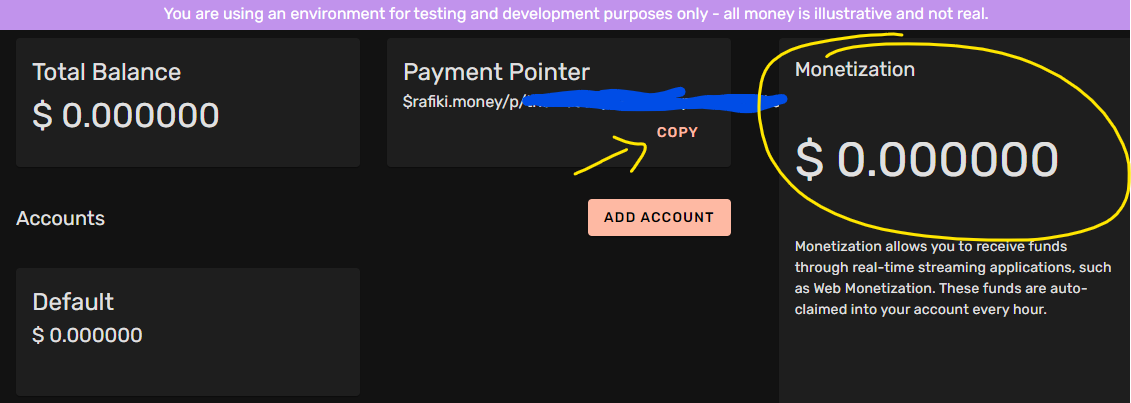 You are using an environment for testing and development purposes only - all money is illustrative and not real.
Total Balance
$ 0.000000
Payment Pointer
$rafiki.money/p/
COPY
Monetization
$ 0.000000
Accounts
ADD ACCOUNT
Monetization allows you to receive funds
through real-time streaming applications, such
as Web Monetization. These funds are auto-
claimed into your account every hour.
Default
$ 0.000000